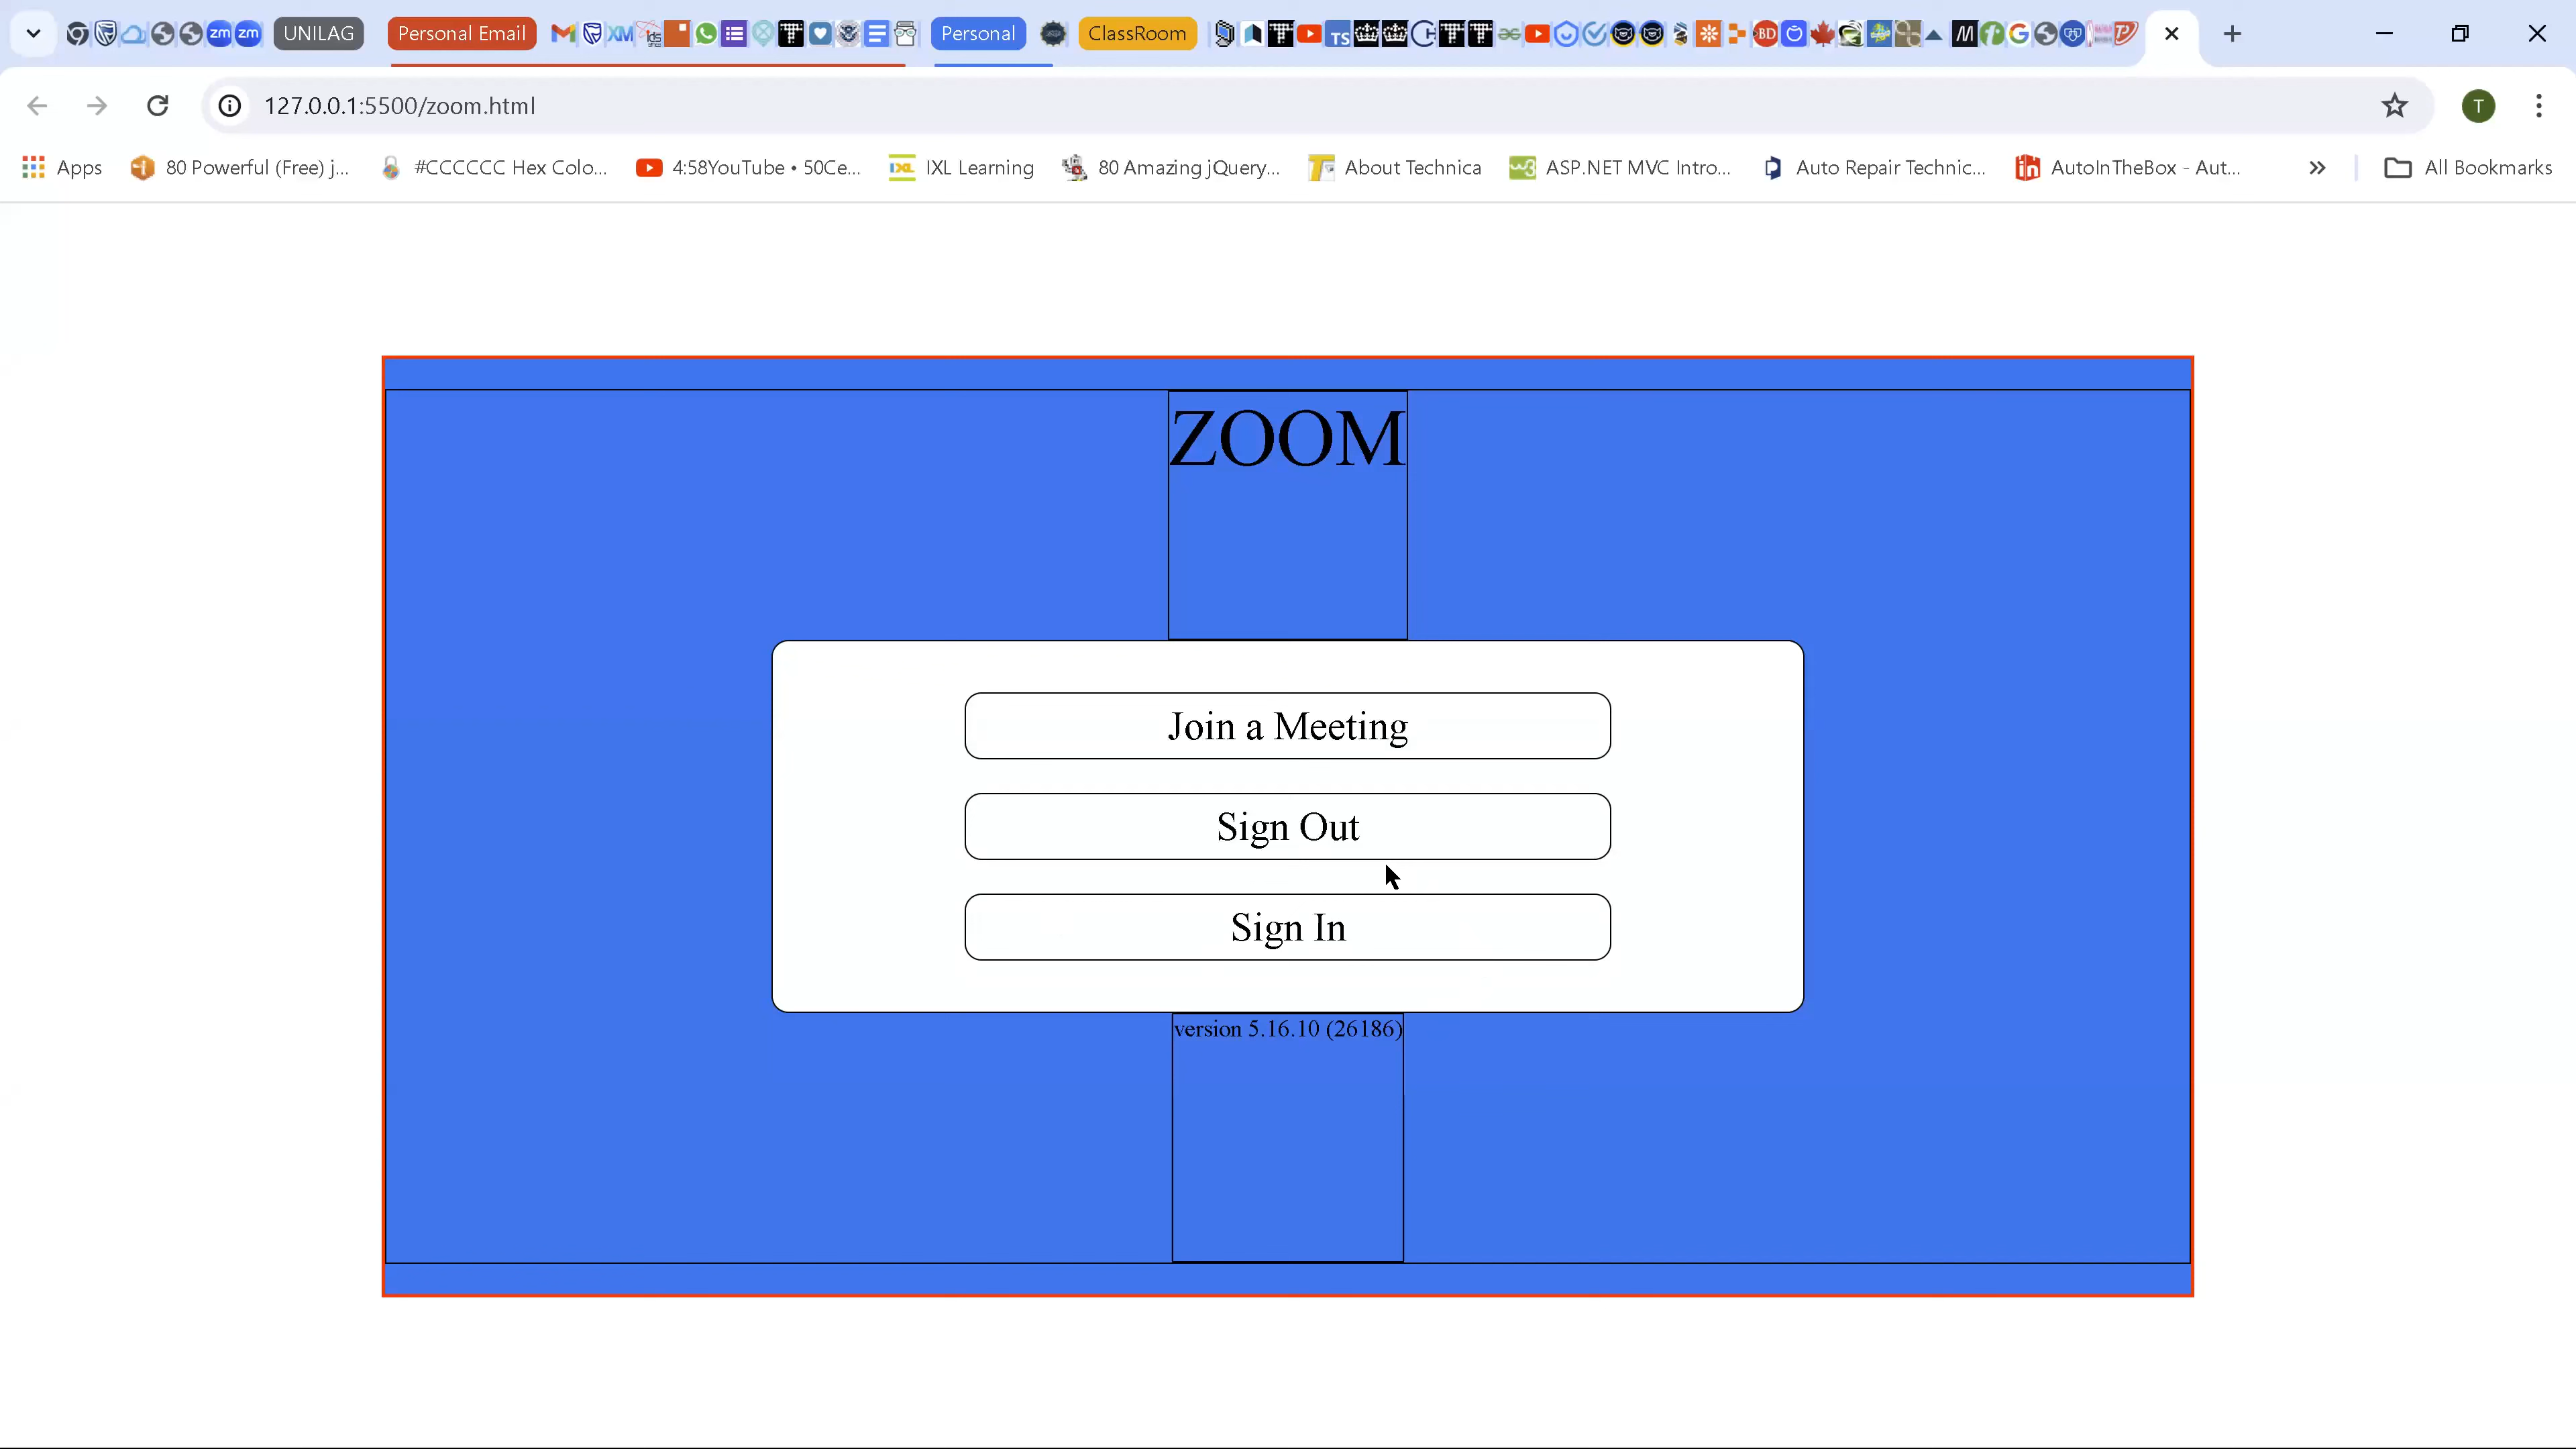 UNILAG Personal Email Personal ClassRoom
127.0.0.1:5500/zoom.html
Apps 80 Powerful (Free) j... #CCCCCC Hex Colo... 4:58YouTube • 50Ce... IXL Learning 80 Amazing jQuery... About Technica ASP.NET MVC Intro... Auto Repair Technic... AutoInTheBox - Aut... All Bookmarks
ZOOM
Join a Meeting
Sign Out
Sign In
version 5.16.10 (26186)